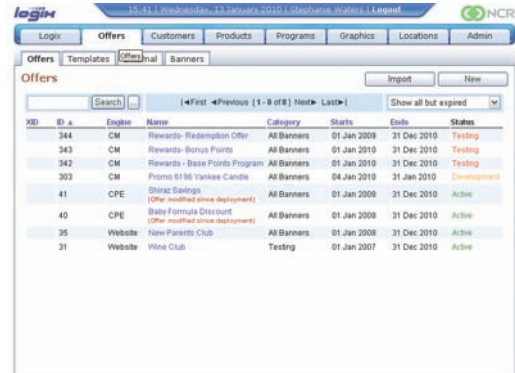 logix
15:41 | Wednesday, 13 January 2010 | Stephanie Waters | Logout
NCR
Logix Offers Customers Products Programs Graphics Locations Admin
Offers Templates Banners
Offers
Offers
Import New
Search ... |◄First ◄Previous [1 - 8 of 8] Next► Last►| Show all but expired
XID ID ▲ Engine Name Category Starts Ends Status
344 CM Rewards- Redemption Offer All Banners 01 Jan 2009 31 Dec 2010 Testing
343 CM Rewards- Bonus Points All Banners 01 Jan 2010 31 Dec 2010 Testing
342 CM Rewards - Base Points Program All Banners 01 Jan 2010 31 Dec 2010 Testing
303 CM Promo 6196 Yankee Candle All Banners 04 Jan 2010 31 Jan 2010 Development
41 CPE Shiraz Savings All Banners 01 Jan 2008 31 Dec 2010 Active
(Offer modified since deployment)
40 CPE Baby Formula Discount All Banners 01 Jan 2008 31 Dec 2010 Active
(Offer modified since deployment)
35 Website New Parents Club All Banners 01 Jan 2008 31 Dec 2010 Active
31 Website Wine Club Testing 01 Jan 2007 31 Dec 2010 Active